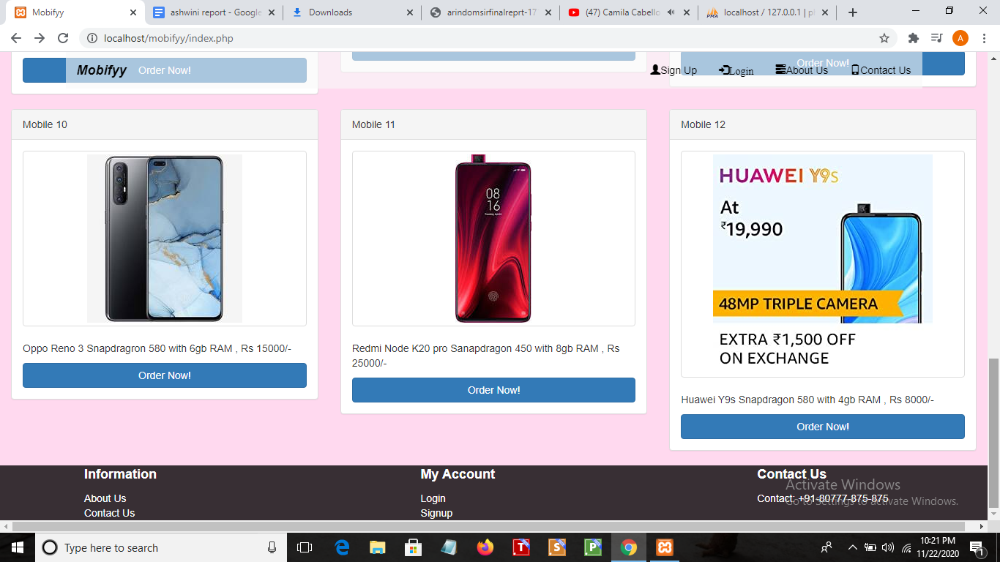 Mobifyy
ashwini report - Google
Downloads
arindomsirfinalreprt-17
(47) Camila Cabello
localhost / 127.0.0.1 | p
localhost/mobifyy/index.php
A
Mobifyy
Order Now!
Order Now!
Sign Up
Login
About Us
Contact Us
Mobile 10
Mobile 11
Mobile 12
08
16
HUAWEI Y9s
At
₹19,990
48MP TRIPLE CAMERA
EXTRA ₹1,500 OFF
ON EXCHANGE
Oppo Reno 3 Snapdragron 580 with 6gb RAM , Rs 15000/-
Order Now!
Redmi Node K20 pro Sanapdragon 450 with 8gb RAM , Rs
25000/-
Order Now!
Huawei Y9s Snapdragon 580 with 4gb RAM , Rs 8000/-
Order Now!
Information
About Us
Contact Us
My Account
Login
Signup
Contact Us
Contact: +91-80777-875-875
Activate Windows
Go to Settings to activate Windows.
Type here to search
10:21 PM
11/22/2020
1